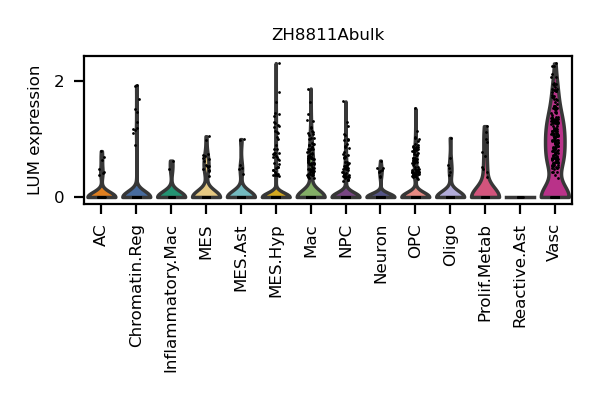 ZH8811Abulk
LUM expression
2
0
AC
Chromatin.Reg
Inflammatory.Mac
MES
MES.Ast
MES.Hyp
Mac
NPC
Neuron
OPC
Oligo
Prolif.Metab
Reactive.Ast
Vasc